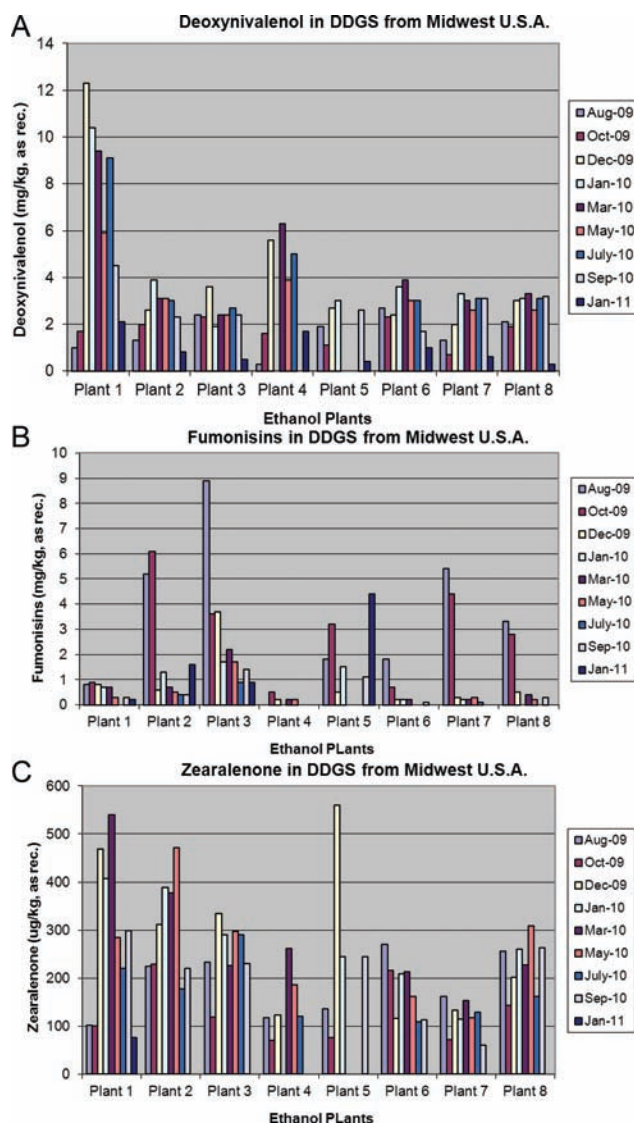 A
Deoxynivalenol in DDGS from Midwest U.S.A.
14
12
10
8
6
4
2
0
Deoxynivalenol (mg/kg, as rec.)
Plant 1 Plant 2 Plant 3 Plant 4 Plant 5 Plant 6 Plant 7 Plant 8
Ethanol Plants
Aug-09
Oct-09
Dec-09
Jan-10
Mar-10
May-10
July-10
Sep-10
Jan-11
B
Fumonisins in DDGS from Midwest U.S.A.
10
9
8
7
6
5
4
3
2
1
0
Fumonisins (mg/kg, as rec.)
Plant 1 Plant 2 Plant 3 Plant 4 Plant 5 Plant 6 Plant 7 Plant 8
Ethanol PLants
Aug-09
Oct-09
Dec-09
Jan-10
Mar-10
May-10
July-10
Sep-10
Jan-11
C
Zearalenone in DDGS from Midwest U.S.A.
600
500
400
300
200
100
0
Zearalenone (ug/kg, as rec.)
Plant 1 Plant 2 Plant 3 Plant 4 Plant 5 Plant 6 Plant 7 Plant 8
Ethanol PLants
Aug-09
Oct-09
Dec-09
Jan-10
Mar-10
May-10
July-10
Sep-10
Jan-11